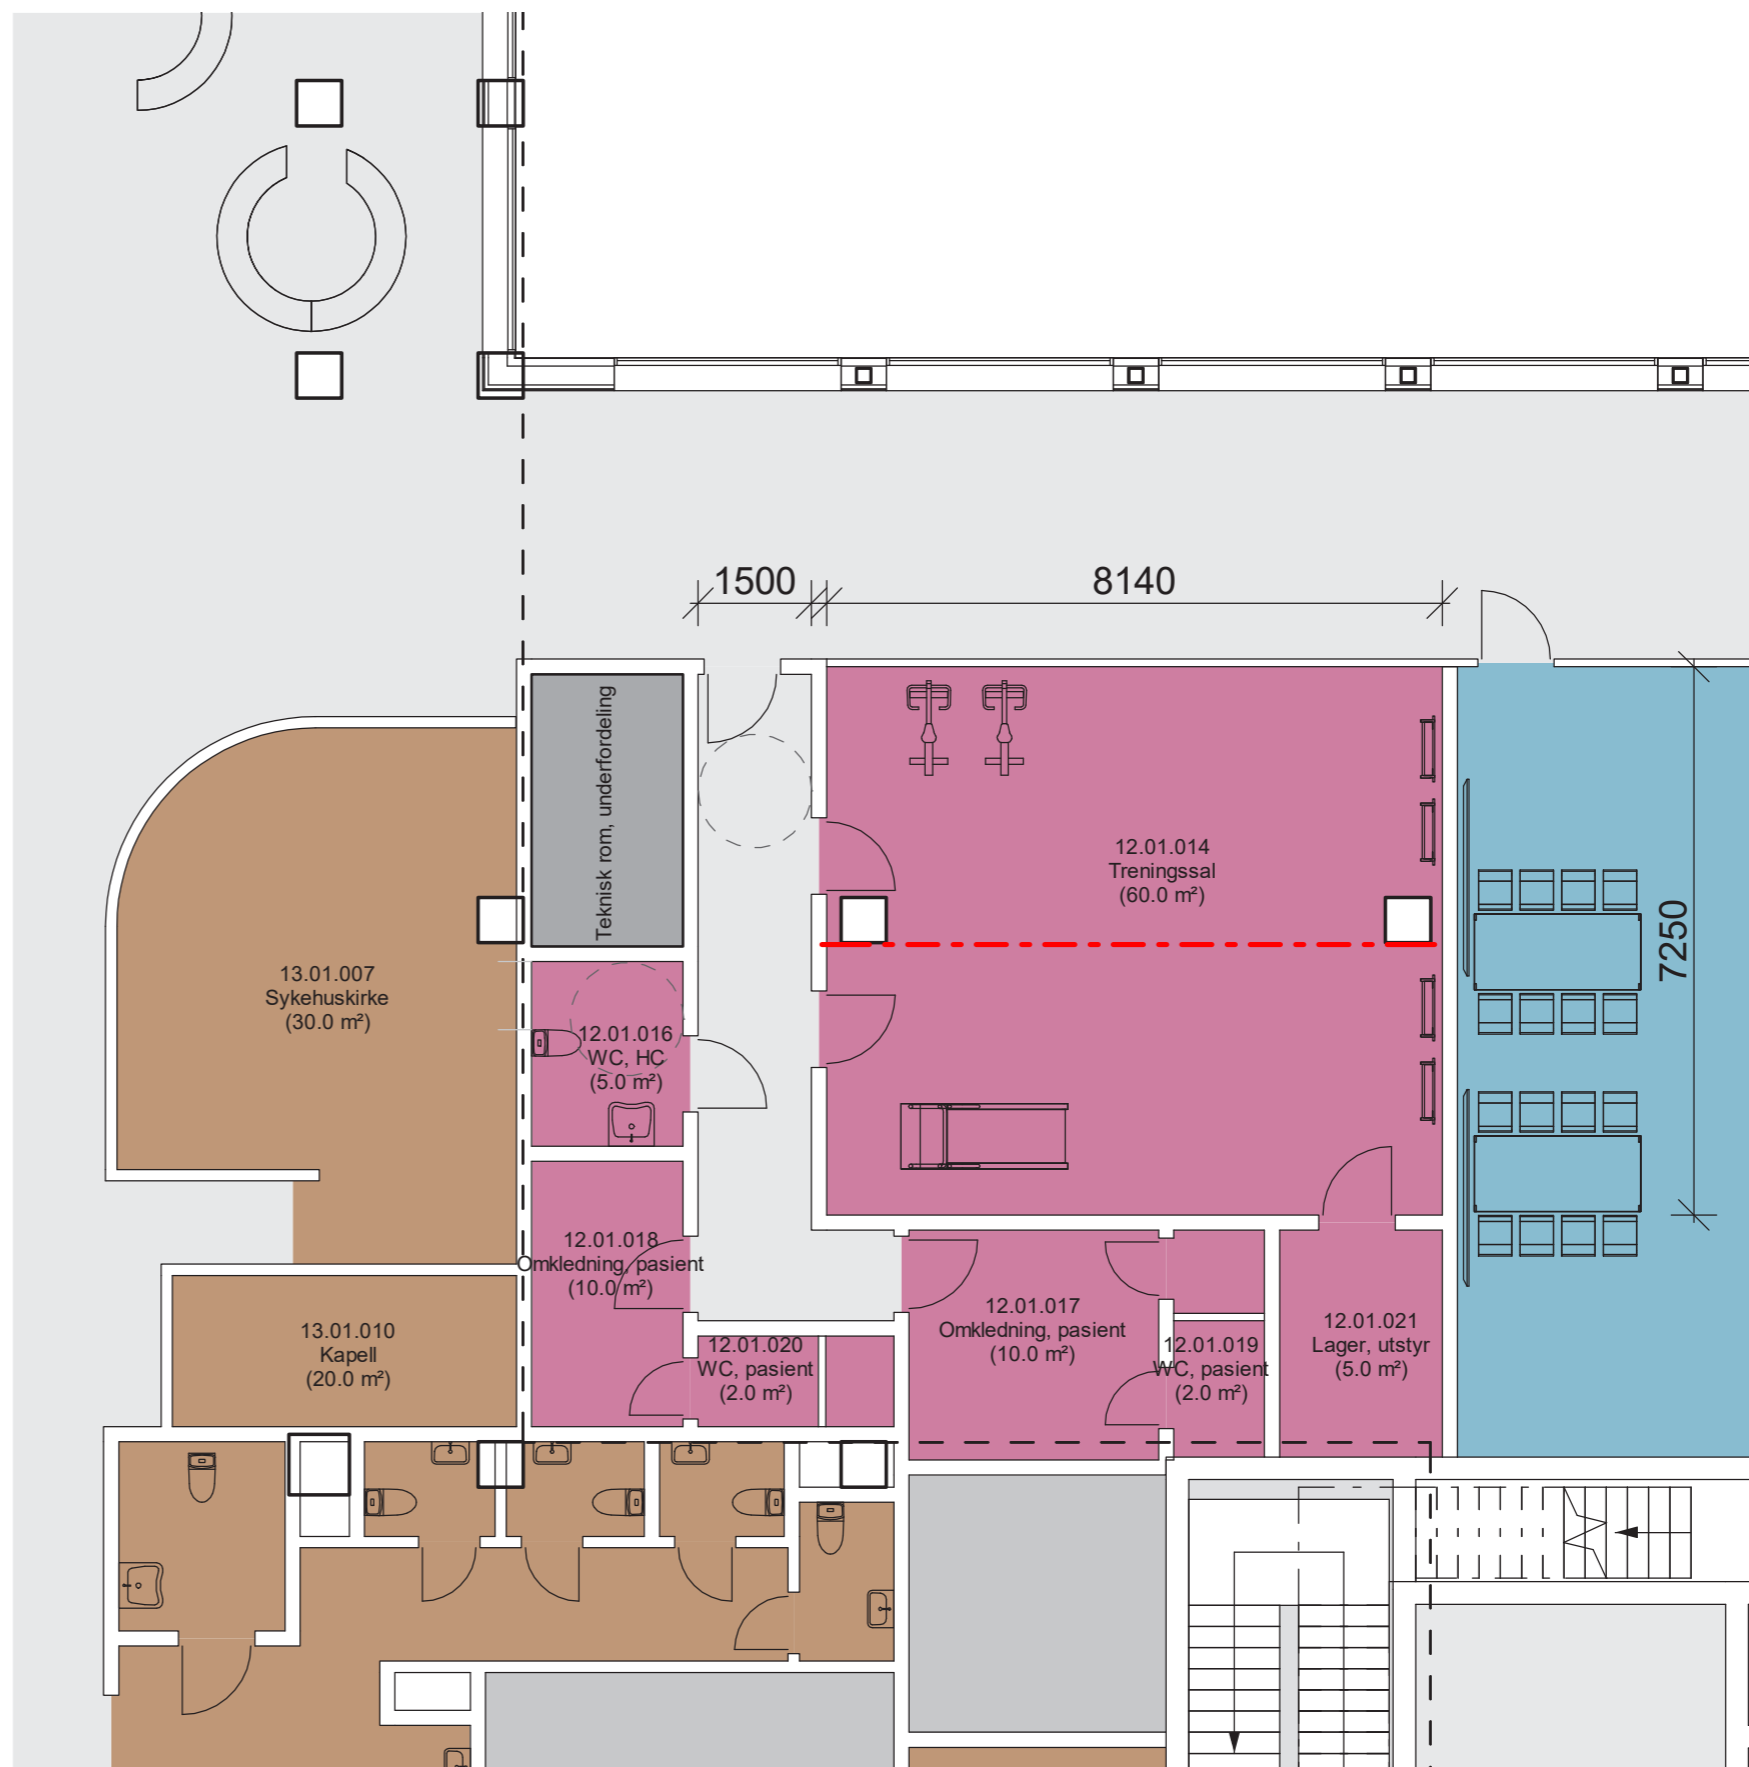 1500
8140
Teknisk rom, underfordeling
12.01.014
Treningssal
(60.0 m²)
7250
13.01.007
Sykehuskirke
(30.0 m²)
12.01.016
WC, HC
(5.0 m²)
12.01.018
Omkledning, pasient
(10.0 m²)
12.01.017
Omkledning, pasient
(10.0 m²)
12.01.021
Lager, utstyr
(5.0 m²)
13.01.010
Kapell
(20.0 m²)
12.01.020
WC, pasient
(2.0 m²)
12.01.019
WC, pasient
(2.0 m²)